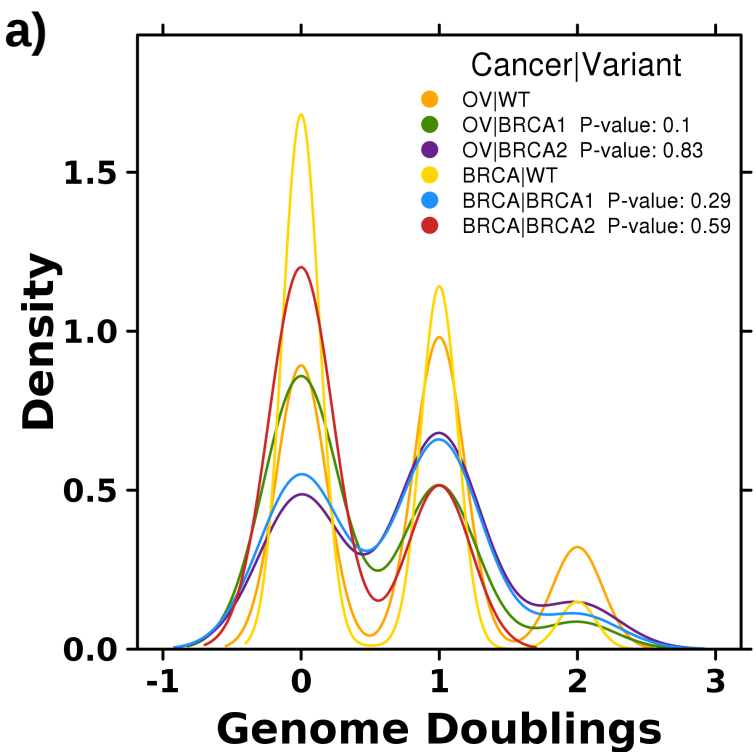 a)
Cancer|Variant
OV|WT
OV|BRCA1 P-value: 0.1
OV|BRCA2 P-value: 0.83
BRCA|WT
BRCA|BRCA1 P-value: 0.29
BRCA|BRCA2 P-value: 0.59
Density
1.5
1.0
0.5
0.0
-1 0 1 2 3
Genome Doublings